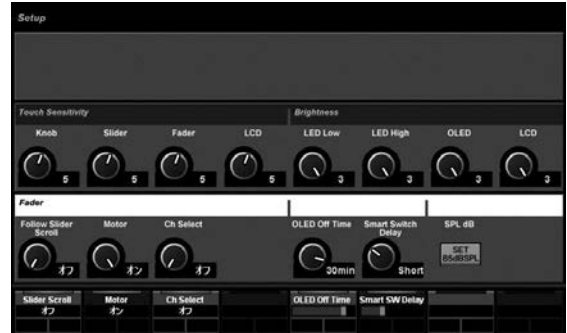 Setup
Touch Sensitivity Brightness
Knob Slider Fader LCD LED Low LED High OLED LCD
5 5 5 5 3 3 3 3
Fader
Follow Slider Scroll Motor Ch Select OLED Off Time Smart Switch Delay SPL dB
オフ オン オフ 30min Short SET 85dBSPL
Slider Scroll Motor Ch Select OLED Off Time Smart SW Delay
オフ オン オフ